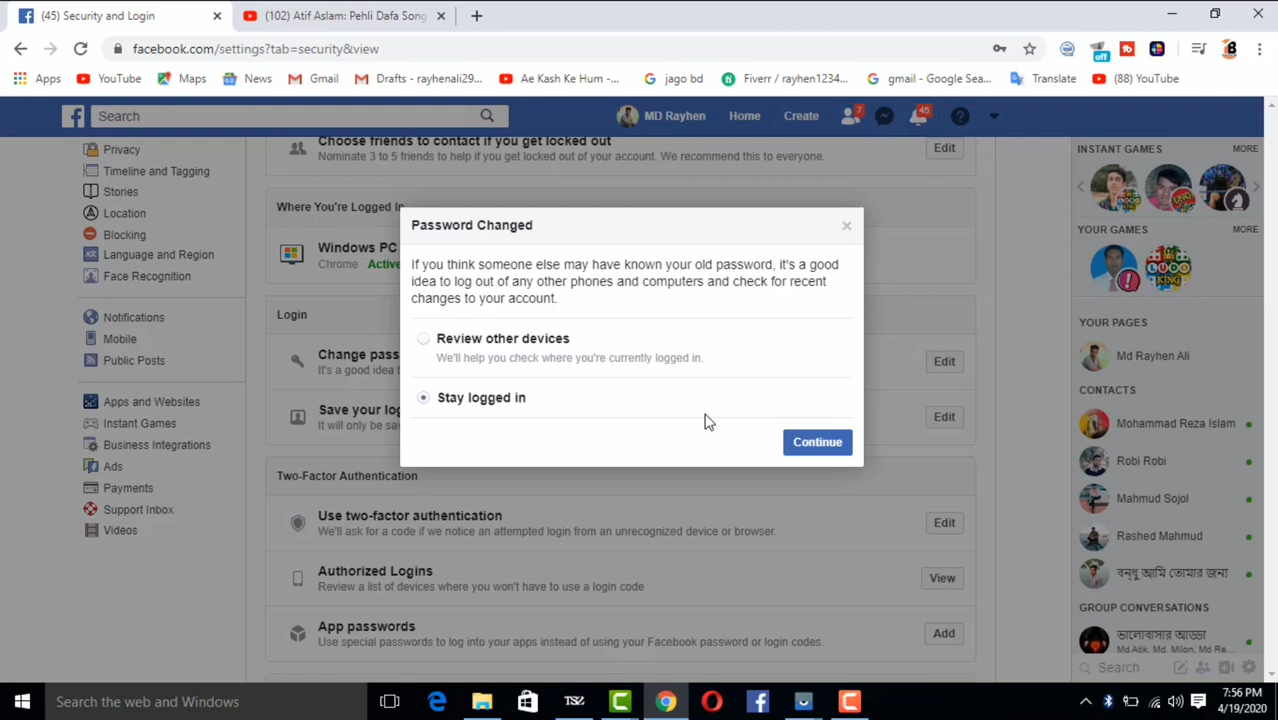 (45) Security and Login
(102) Atif Aslam: Pehli Dafa Song
facebook.com/settings?tab=security&view
off
Apps
YouTube
Maps
News
Gmail
Drafts - rayhenali29...
Ae Kash Ke Hum -...
jago bd
Fiverr / rayhen1234...
gmail - Google Sea...
Translate
(88) YouTube
Search
MD Rayhen
Home
Create
7
45
Privacy
Timeline and Tagging
Stories
Location
Blocking
Language and Region
Face Recognition
Notifications
Mobile
Public Posts
Apps and Websites
Instant Games
Business Integrations
Ads
Payments
Support Inbox
Videos
Choose friends to contact if you get locked out
Nominate 3 to 5 friends to help if you get locked out of your account. We recommend this to everyone.
Edit
Where You're Logged In
Windows PC
Chrome Active
Login
Change pass
It's a good idea t
Edit
Save your log
It will only be sav
Edit
Password Changed
If you think someone else may have known your old password, it's a good
idea to log out of any other phones and computers and check for recent
changes to your account.
Review other devices
We'll help you check where you're currently logged in.
Stay logged in
Continue
Two-Factor Authentication
Use two-factor authentication
We'll ask for a code if we notice an attempted login from an unrecognized device or browser.
Edit
Authorized Logins
Review a list of devices where you won't have to use a login code
View
App passwords
Use special passwords to log into your apps instead of using your Facebook password or login codes.
Add
INSTANT GAMES
MORE
YOUR GAMES
MORE
YOUR PAGES
Md Rayhen Ali
CONTACTS
Mohammad Reza Islam
Robi Robi
Mahmud Sojol
Rashed Mahmud
বন্ধু আমি তোমার জন্য
GROUP CONVERSATIONS
ভালোবাসার আড্ডা
Md Atik, Md. Milon, Md Re...
Search
Search the web and Windows
7:56 PM
4/19/2020